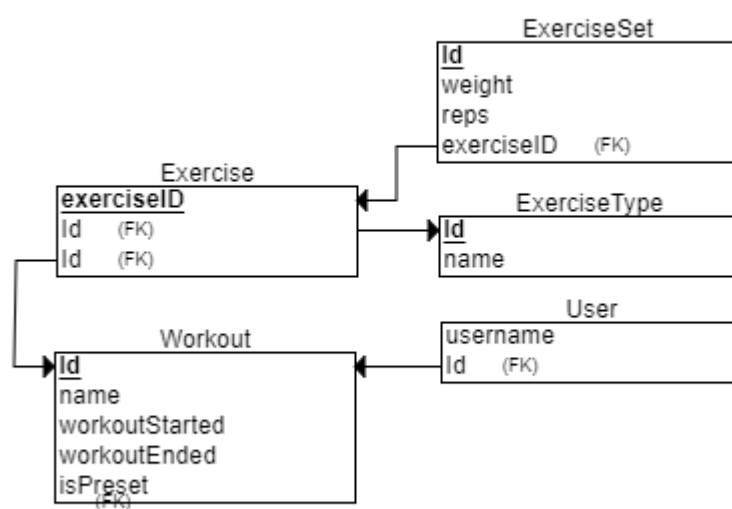 ExerciseSet
Id
weight
reps
exerciseID (FK)
Exercise
exerciseID
Id (FK)
Id (FK)
ExerciseType
Id
name
User
username
Id (FK)
Workout
Id
name
workoutStarted
workoutEnded
isPreset
(FK)